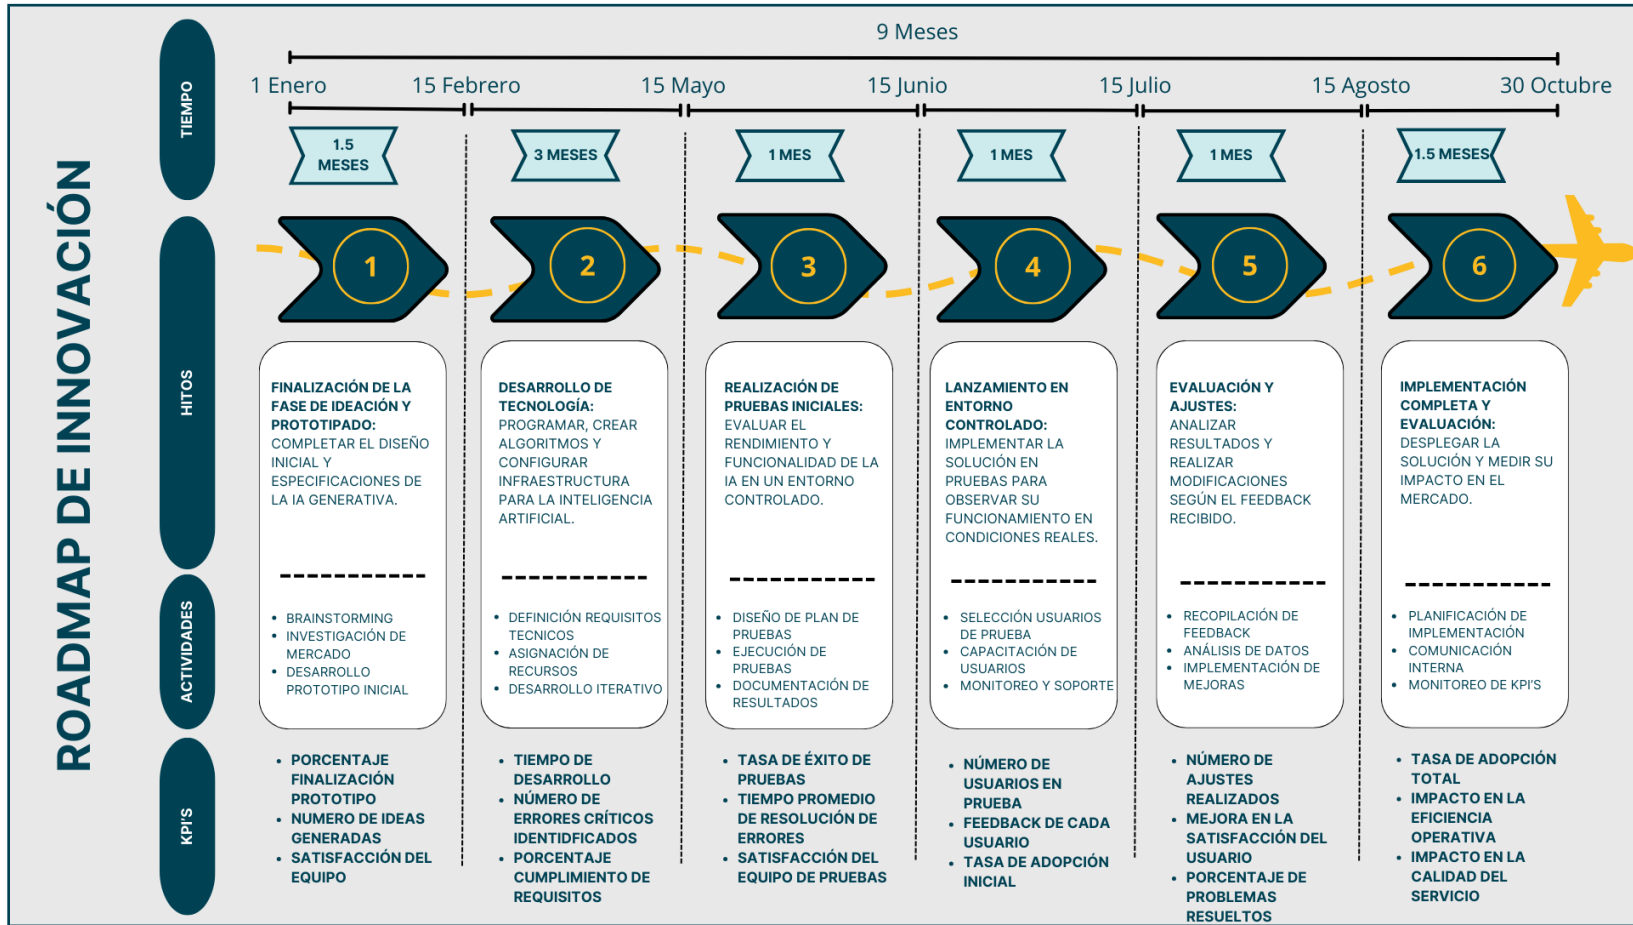 ROADMAP DE INNOVACIÓN
TIEMPO
9 Meses
1 Enero
15 Febrero
15 Mayo
15 Junio
15 Julio
15 Agosto
30 Octubre
1.5
MESES
3 MESES
1 MES
1 MES
1 MES
1.5 MESES
HITOS
1
2
3
4
5
6
FINALIZACIÓN DE LA
FASE DE IDEACIÓN Y
PROTOTIPADO:
COMPLETAR EL DISEÑO
INICIAL Y
ESPECIFICACIONES DE
LA IA GENERATIVA.
DESARROLLO DE
TECNOLOGÍA:
PROGRAMAR, CREAR
ALGORITMOS Y
CONFIGURAR
INFRAESTRUCTURA
PARA LA INTELIGENCIA
ARTIFICIAL.
REALIZACIÓN DE
PRUEBAS INICIALES:
EVALUAR EL
RENDIMIENTO Y
FUNCIONALIDAD DE LA
IA EN UN ENTORNO
CONTROLADO.
LANZAMIENTO EN
ENTORNO
CONTROLADO:
IMPLEMENTAR LA
SOLUCIÓN EN
PRUEBAS PARA
OBSERVAR SU
FUNCIONAMIENTO EN
CONDICIONES REALES.
EVALUACIÓN Y
AJUSTES:
ANALIZAR
RESULTADOS Y
REALIZAR
MODIFICACIONES
SEGÚN EL FEEDBACK
RECIBIDO.
IMPLEMENTACIÓN
COMPLETA Y
EVALUACIÓN:
DESPLEGAR LA
SOLUCIÓN Y MEDIR SU
IMPACTO EN EL
MERCADO.
ACTIVIDADES
• BRAINSTORMING
• INVESTIGACIÓN DE
MERCADO
• DESARROLLO
PROTOTIPO INICIAL
• DEFINICIÓN REQUISITOS
TECNICOS
• ASIGNACIÓN DE
RECURSOS
• DESARROLLO ITERATIVO
• DISEÑO DE PLAN DE
PRUEBAS
• EJECUCIÓN DE
PRUEBAS
• DOCUMENTACIÓN DE
RESULTADOS
• SELECCIÓN USUARIOS
DE PRUEBA
• CAPACITACIÓN DE
USUARIOS
• MONITOREO Y SOPORTE
• RECOPILACIÓN DE
FEEDBACK
• ANÁLISIS DE DATOS
• IMPLEMENTACIÓN DE
MEJORAS
• PLANIFICACIÓN DE
IMPLEMENTACIÓN
• COMUNICACIÓN
INTERNA
• MONITOREO DE KPI'S
KPI'S
• PORCENTAJE
FINALIZACIÓN
PROTOTIPO
• NUMERO DE IDEAS
GENERADAS
• SATISFACCIÓN DEL
EQUIPO
• TIEMPO DE
DESARROLLO
• NÚMERO DE
ERRORES CRÍTICOS
IDENTIDFICADOS
• PORCENTAJE
CUMPLIMIENTO DE
REQUISITOS
• TASA DE ÉXITO DE
PRUEBAS
• TIEMPO PROMEDIO
DE RESOLUCIÓN DE
ERRORES
• SATISFACCIÓN DEL
EQUIPO DE PRUEBAS
• NÚMERO DE
USUARIOS EN
PRUEBA
• FEEDBACK DE CADA
USUARIO
• TASA DE ADOPCIÓN
INICIAL
• NÚMERO DE
AJUSTES
REALIZADOS
• MEJORA EN LA
SATISFACCIÓN DEL
USUARIO
• PORCENTAJE DE
PROBLEMAS
RESUELTOS
• TASA DE ADOPCIÓN
TOTAL
• IMPACTO EN LA
EFICIENCIA
OPERATIVA
• IMPACTO EN LA
CALIDAD DEL
SERVICIO